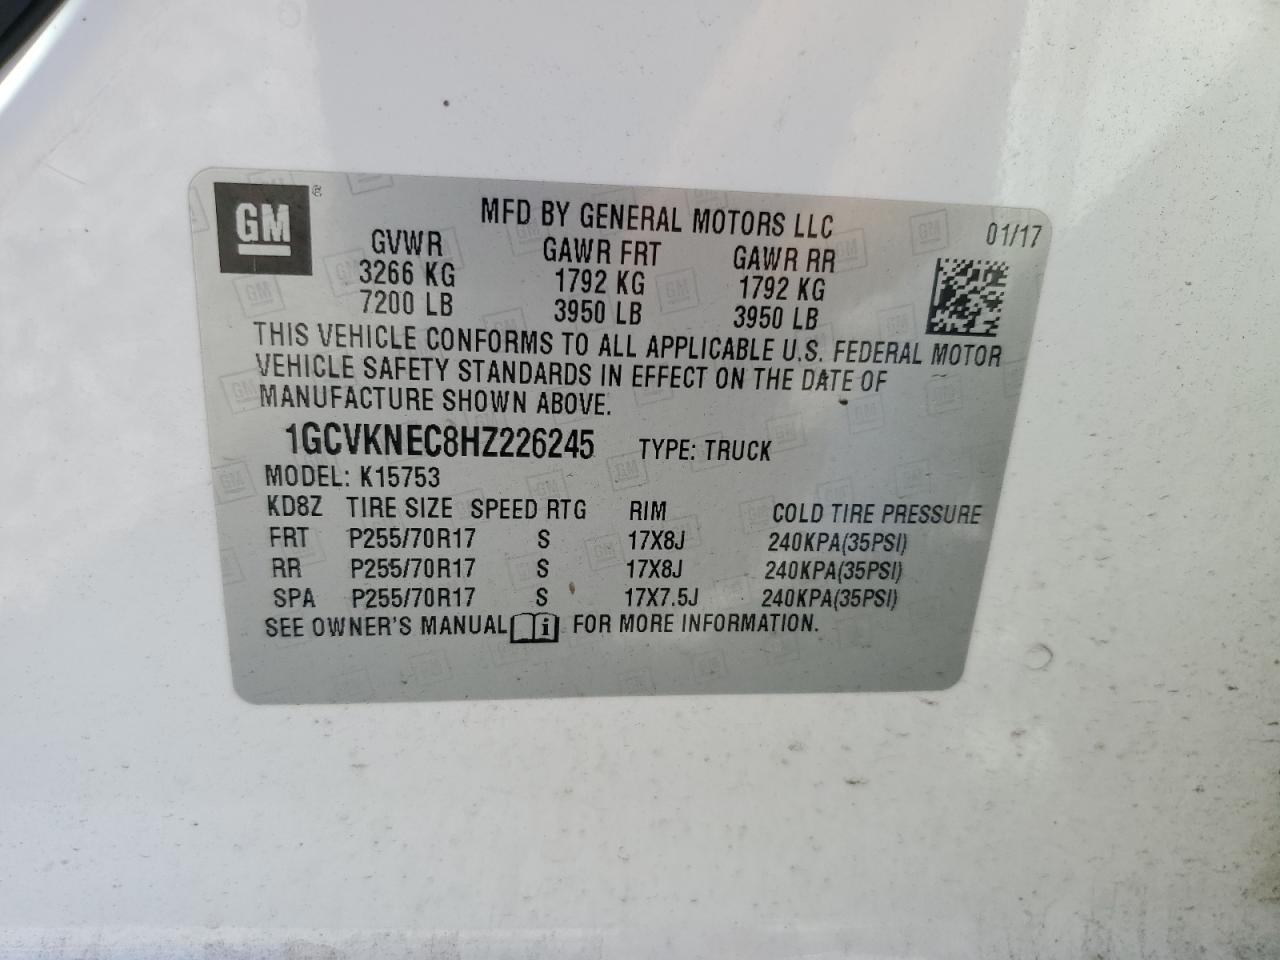 GM ®
MFD BY GENERAL MOTORS LLC 01/17
GVWR GAWR FRT GAWR RR
3266 KG 1792 KG 1792 KG
7200 LB 3950 LB 3950 LB
THIS VEHICLE CONFORMS TO ALL APPLICABLE U.S. FEDERAL MOTOR
VEHICLE SAFETY STANDARDS IN EFFECT ON THE DATE OF
MANUFACTURE SHOWN ABOVE.
1GCVKNEC8HZ226245 TYPE: TRUCK
MODEL: K15753
KD8Z TIRE SIZE SPEED RTG RIM COLD TIRE PRESSURE
FRT P255/70R17 S 17X8J 240KPA(35PSI)
RR P255/70R17 S 17X8J 240KPA(35PSI)
SPA P255/70R17 S 17X7.5J 240KPA(35PSI)
SEE OWNER'S MANUAL i FOR MORE INFORMATION.